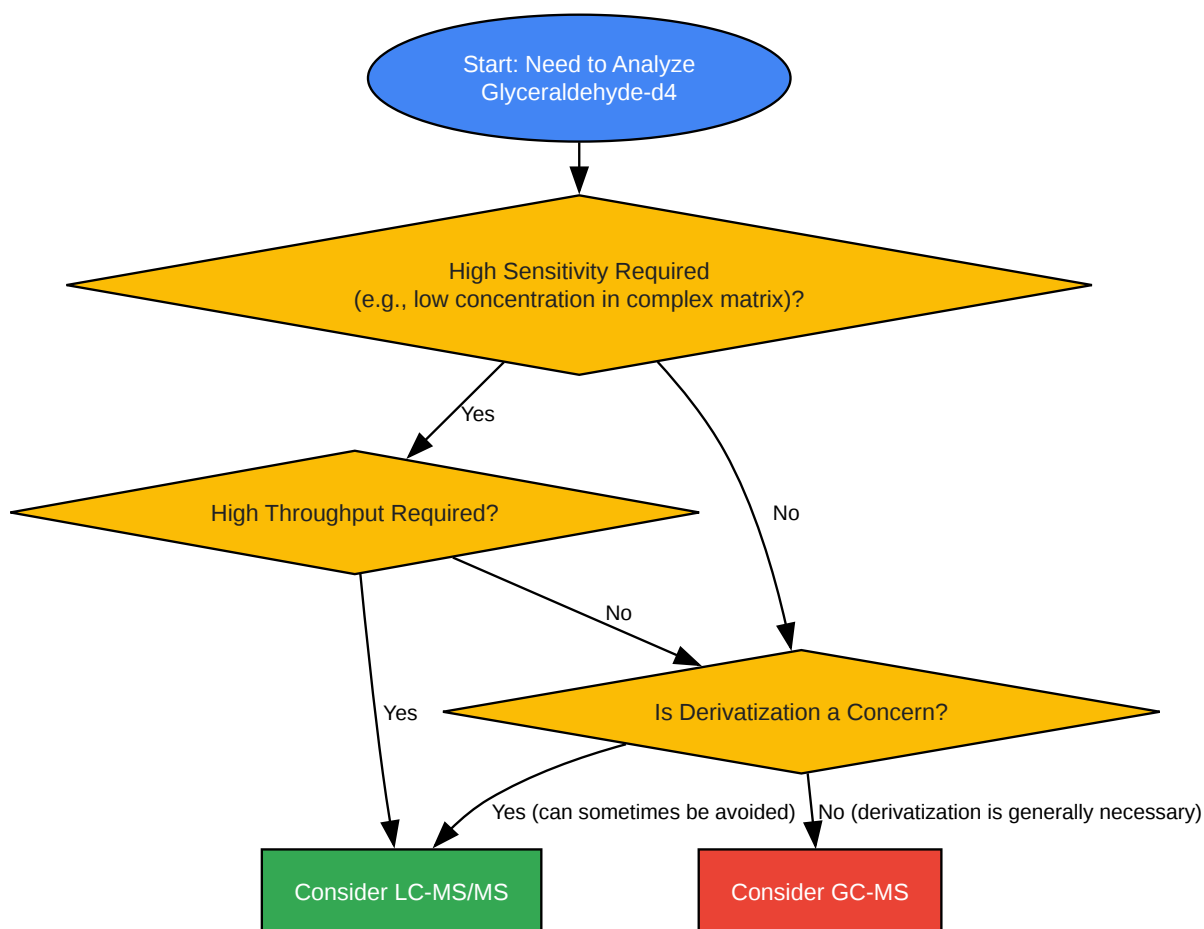 Start: Need to Analyze
Glyceraldehyde-d4
High Sensitivity Required
(e.g., low concentration in complex matrix)?
Yes
No
High Throughput Required?
No
Yes
Is Derivatization a Concern?
Yes (can sometimes be avoided)
No (derivatization is generally necessary)
Consider LC-MS/MS
Consider GC-MS